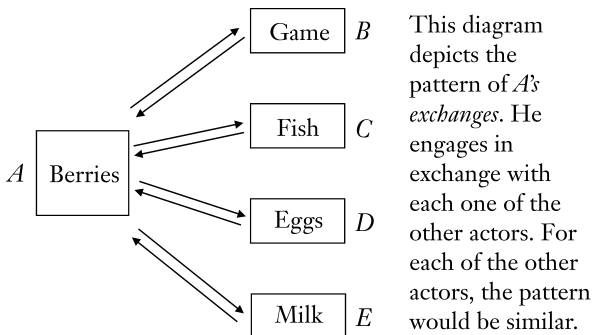 Game B
Fish C
A Berries
Eggs D
Milk E
This diagram
depicts the
pattern of A's
exchanges. He
engages in
exchange with
each one of the
other actors. For
each of the other
actors, the pattern
would be similar.